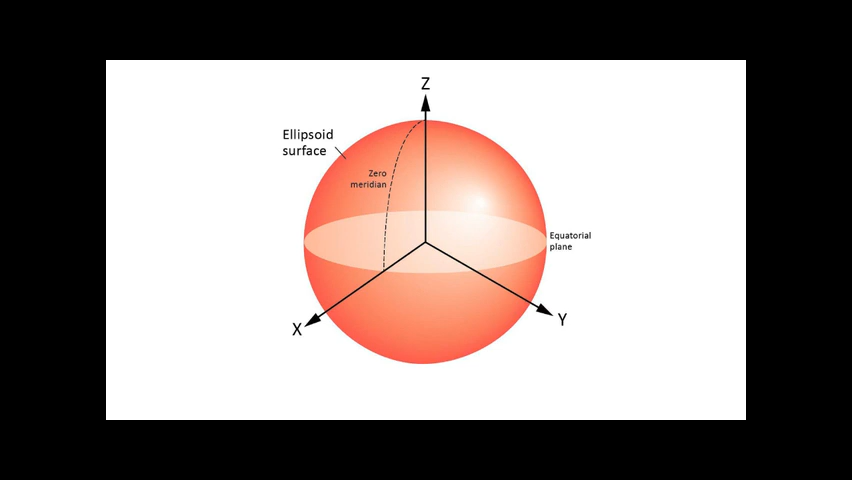 Z
Ellipsoid
surface
Zero
meridian
Equatorial
plane
X
Y